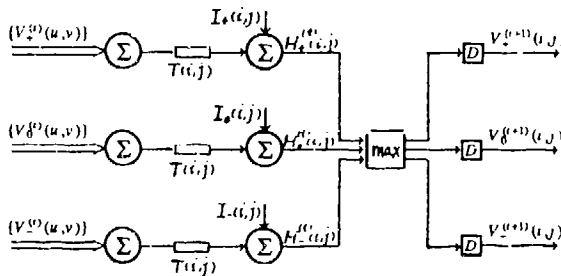 I₊(i,j)
{V₊⁽ᵗ⁾(u,v)} Σ T(i,j) Σ H₊⁽ᵗ⁾(i,j) D V₊⁽ᵗ⁺¹⁾(i,j)
I₀(i,j)
{V₀⁽ᵗ⁾(u,v)} Σ T(i,j) Σ H₀⁽ᵗ⁾(i,j) max D V₀⁽ᵗ⁺¹⁾(i,j)
I₋(i,j)
{V₋⁽ᵗ⁾(u,v)} Σ T(i,j) Σ H₋⁽ᵗ⁾(i,j) D V₋⁽ᵗ⁺¹⁾(i,j)